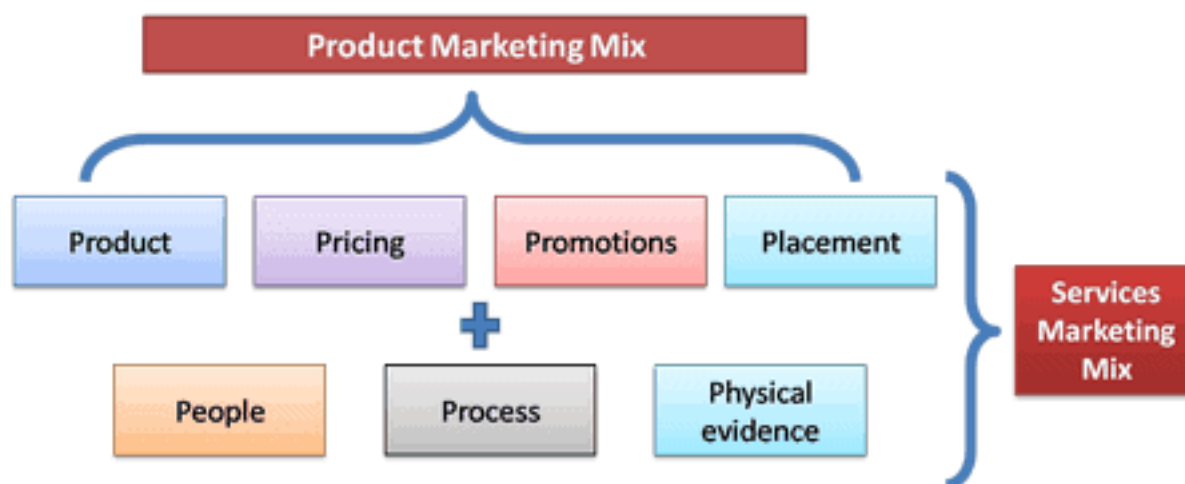 Product Marketing Mix
Product
Pricing
Promotions
Placement
Services
Marketing
Mix
People
Process
Physical
evidence